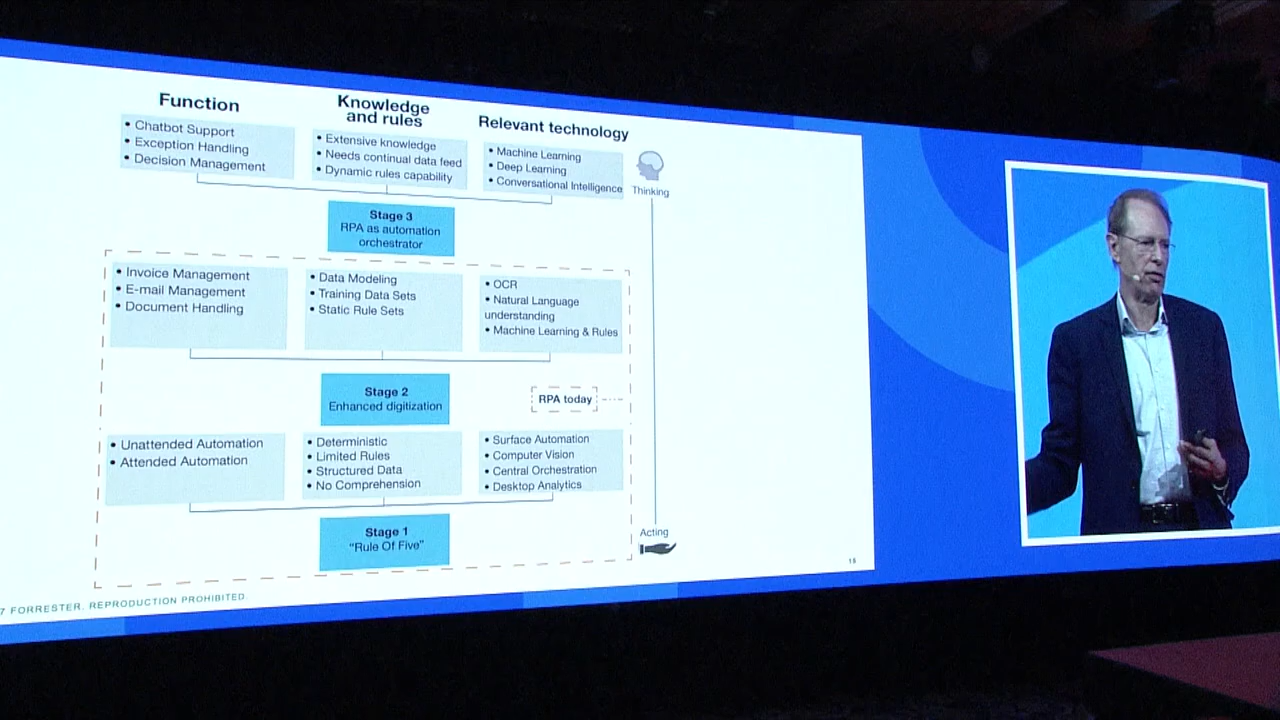 Function
Knowledge
and rules
Relevant technology
• Chatbot Support
• Exception Handling
• Decision Management
• Extensive knowledge
• Needs continual data feed
• Dynamic rules capability
• Machine Learning
• Deep Learning
• Conversational Intelligence
Thinking
Stage 3
RPA as automation
orchestrator
• Invoice Management
• E-mail Management
• Document Handling
• Data Modeling
• Training Data Sets
• Static Rule Sets
• OCR
• Natural Language
understanding
• Machine Learning & Rules
Stage 2
Enhanced digitization
RPA today
• Unattended Automation
• Attended Automation
• Deterministic
• Limited Rules
• Structured Data
• No Comprehension
• Surface Automation
• Computer Vision
• Central Orchestration
• Desktop Analytics
Stage 1
"Rule Of Five"
Acting
7 FORRESTER. REPRODUCTION PROHIBITED.